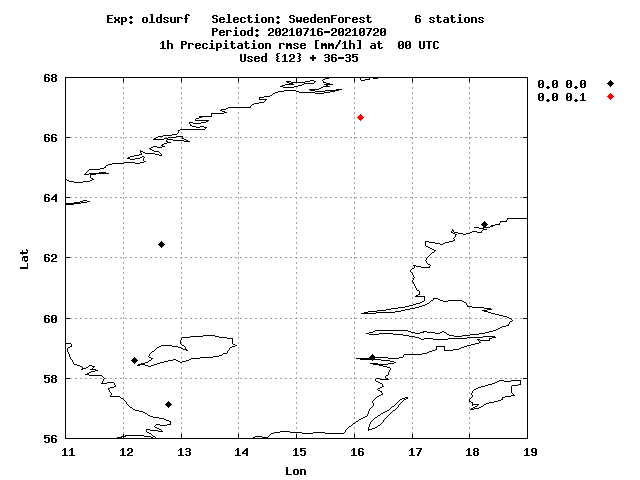 Exp: oldsurf Selection: SwedenForest 6 stations
Period: 20210716-20210720
1h Precipitation rmse [mm/1h] at 00 UTC
Used {12} + 36-35
0.0 0.0
0.0 0.1
68
66
64
62
60
58
56
Lat
11 12 13 14 15 16 17 18 19
Lon